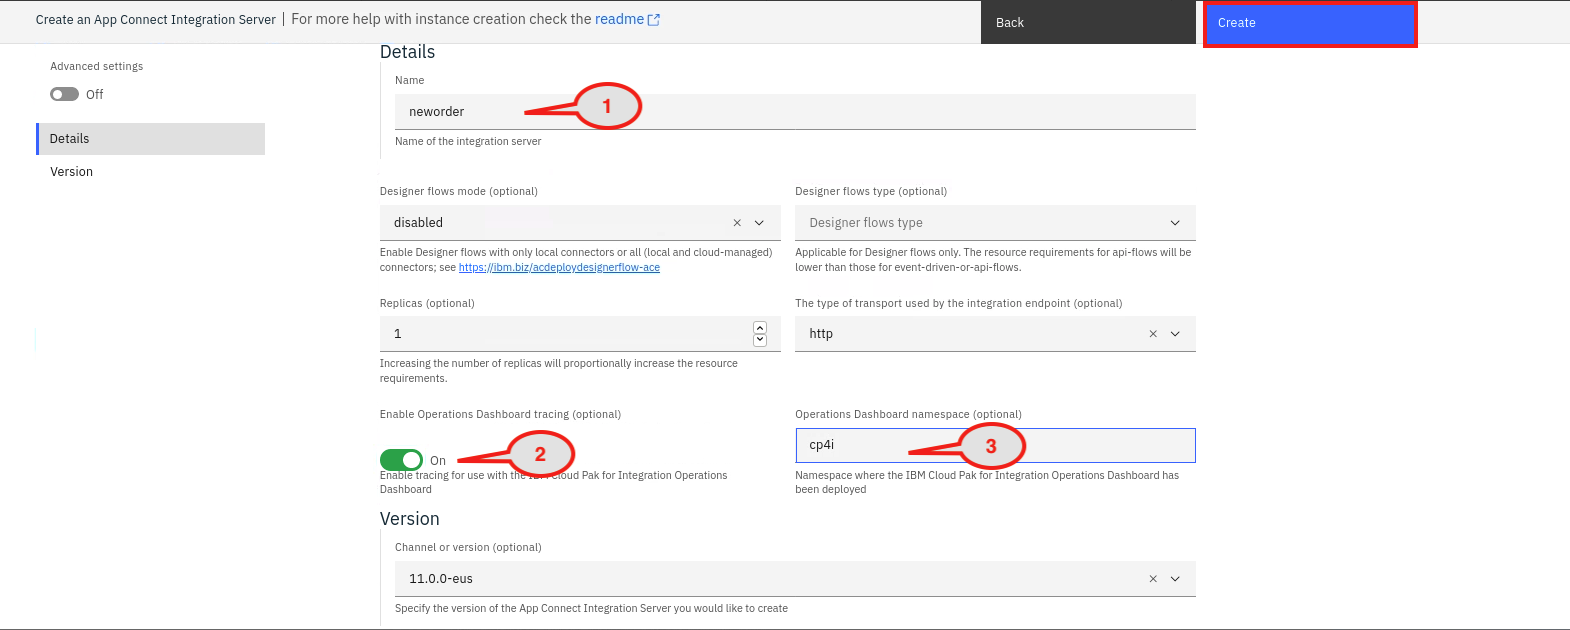 Create an App Connect Integration Server | For more help with instance creation check the readme
Back
Create
Advanced settings
Off
Details
Version
Details
Name
neworder
1
Name of the integration server
Designer flows mode (optional)
disabled
Enable Designer flows with only local connectors or all (local and cloud-managed)
connectors; see https://ibm.biz/acdeploydesignerflow-ace
Designer flows type (optional)
Designer flows type
Applicable for Designer flows only. The resource requirements for api-flows will be
lower than those for event-driven-or-api-flows.
Replicas (optional)
1
Increasing the number of replicas will proportionally increase the resource
requirements.
The type of transport used by the integration endpoint (optional)
http
Enable Operations Dashboard tracing (optional)
On
2
Enable tracing for use with the IBM Cloud Pak for Integration Operations
Dashboard
Operations Dashboard namespace (optional)
cp4i
3
Namespace where the IBM Cloud Pak for Integration Operations Dashboard has
been deployed
Version
Channel or version (optional)
11.0.0-eus
Specify the version of the App Connect Integration Server you would like to create